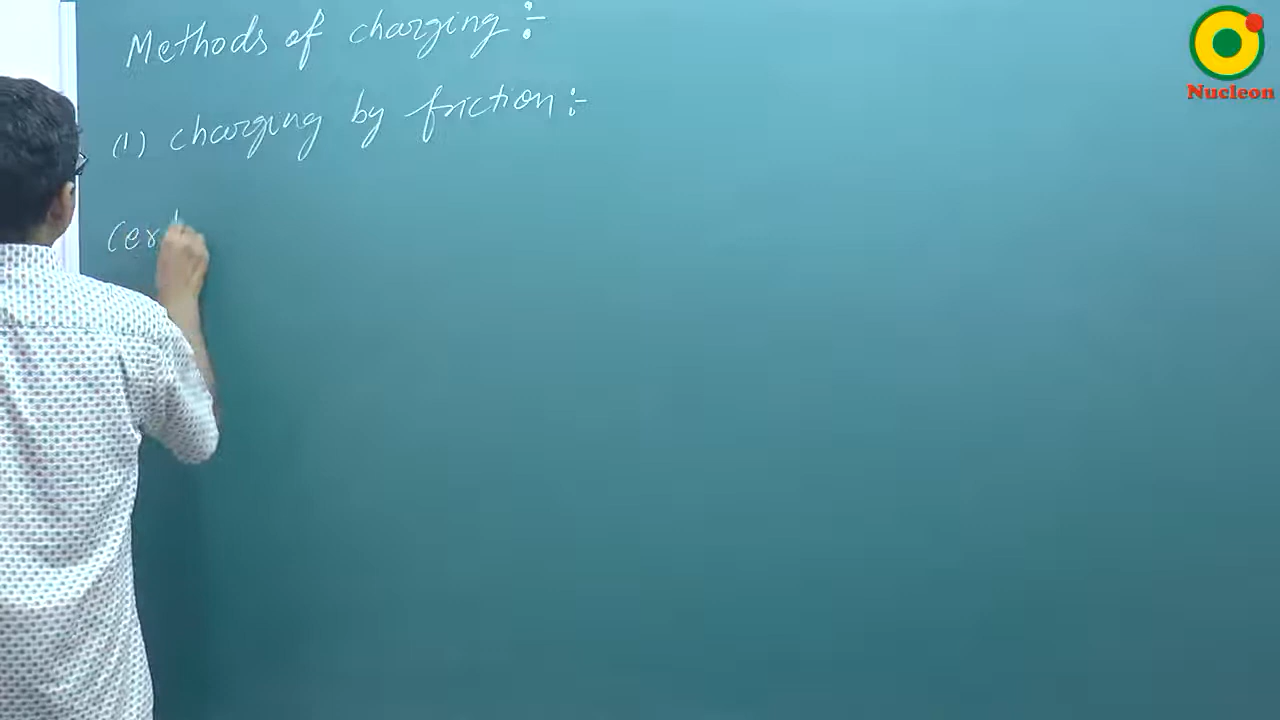 Methods of charging :-
(1) charging by friction :-
Nucleon